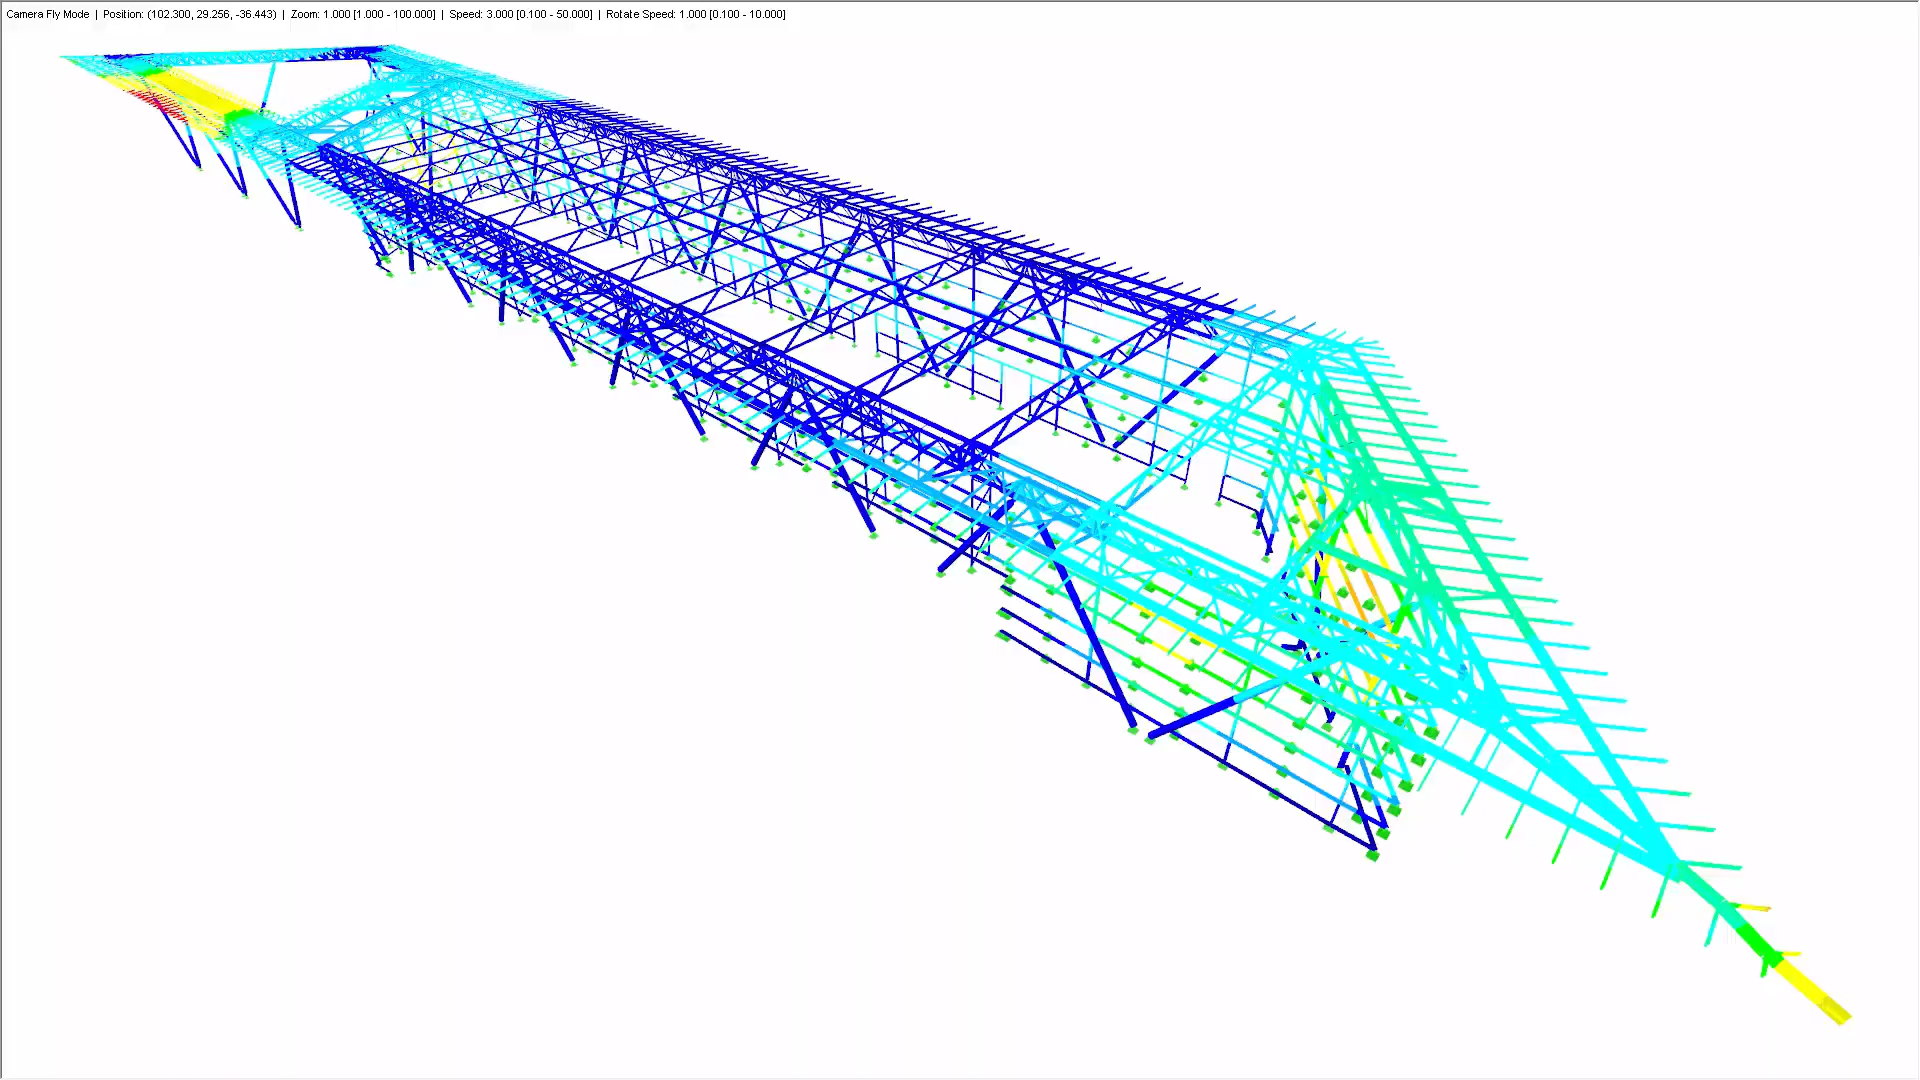 Camera Fly Mode | Position: (102.300, 29.256, -36.443) | Zoom: 1.000 [1.000 - 100.000] | Speed: 3.000 [0.100 - 50.000] | Rotate Speed: 1.000 [0.100 - 10.000]